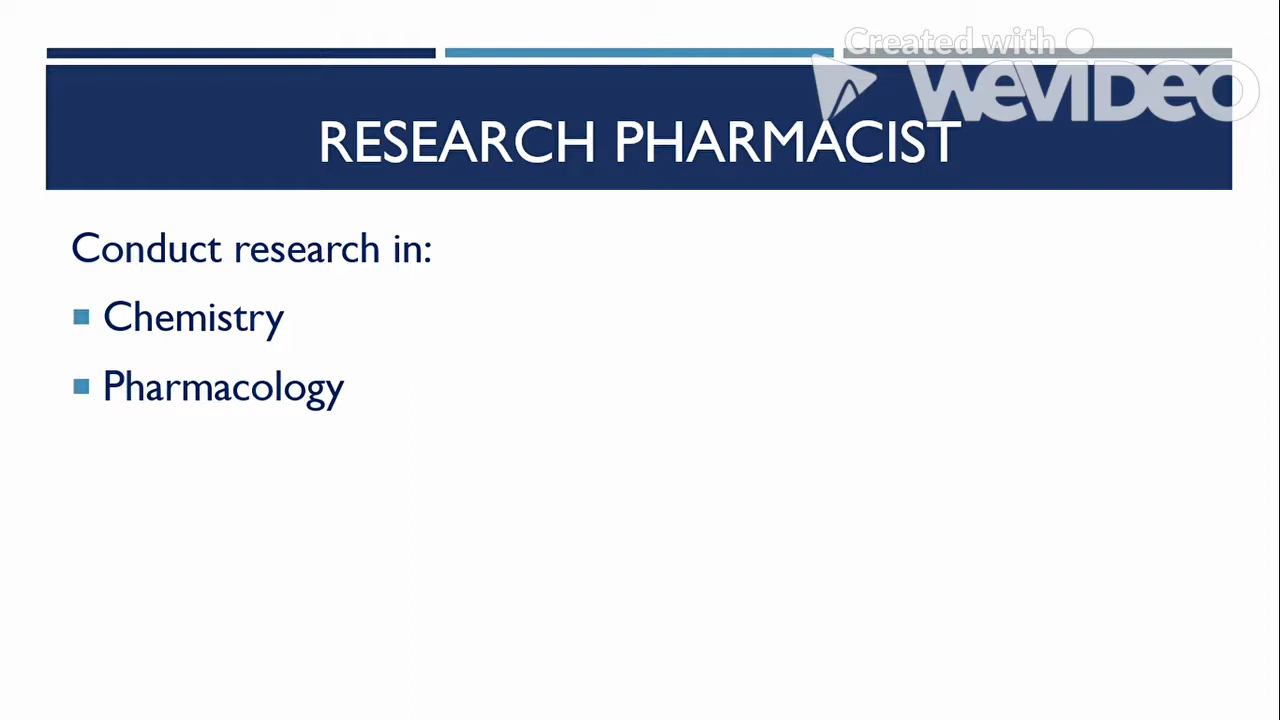 Created with
WEVIDEO
RESEARCH PHARMACIST
Conduct research in:
Chemistry
Pharmacology